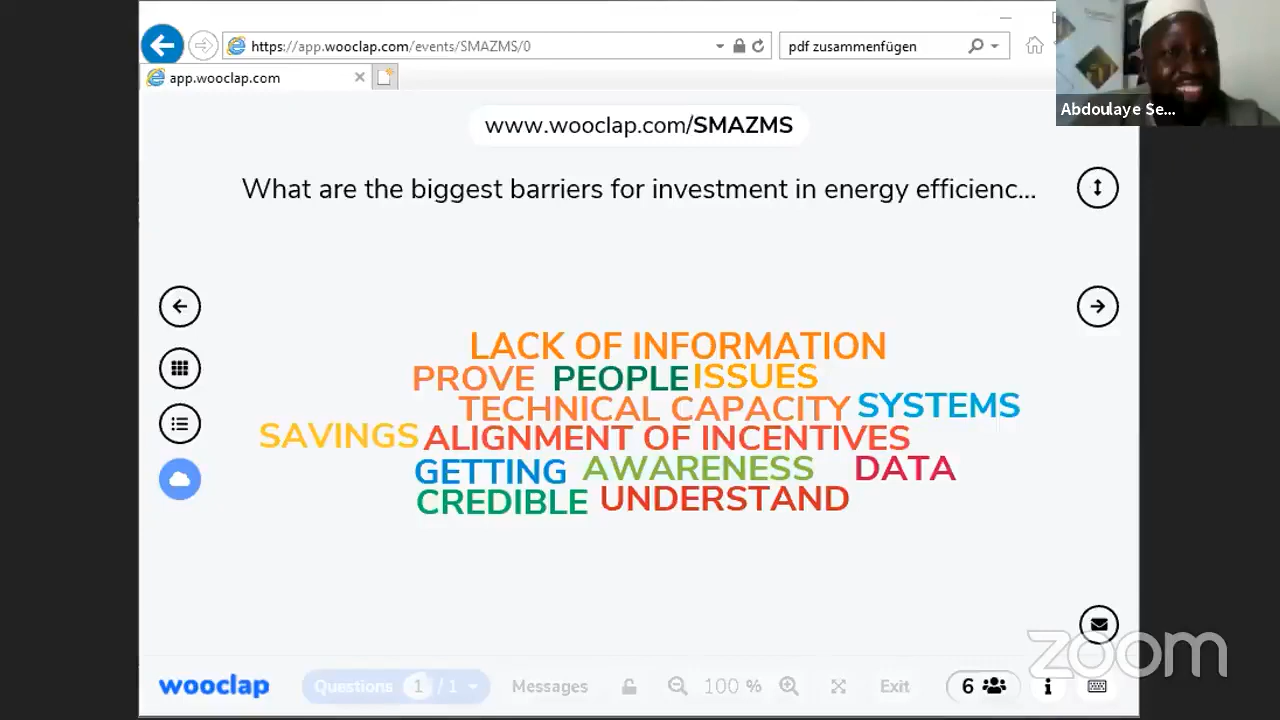 https://app.wooclap.com/events/SMAZMS/0
pdf zusammenfügen
app.wooclap.com
Abdoulaye Se...
www.wooclap.com/SMAZMS
What are the biggest barriers for investment in energy efficienc...
LACK OF INFORMATION
PROVE PEOPLE ISSUES
TECHNICAL CAPACITY SYSTEMS
SAVINGS ALIGNMENT OF INCENTIVES
GETTING AWARENESS DATA
CREDIBLE UNDERSTAND
zoom
wooclap Questions 1 / 1 Messages 100 % Exit 6